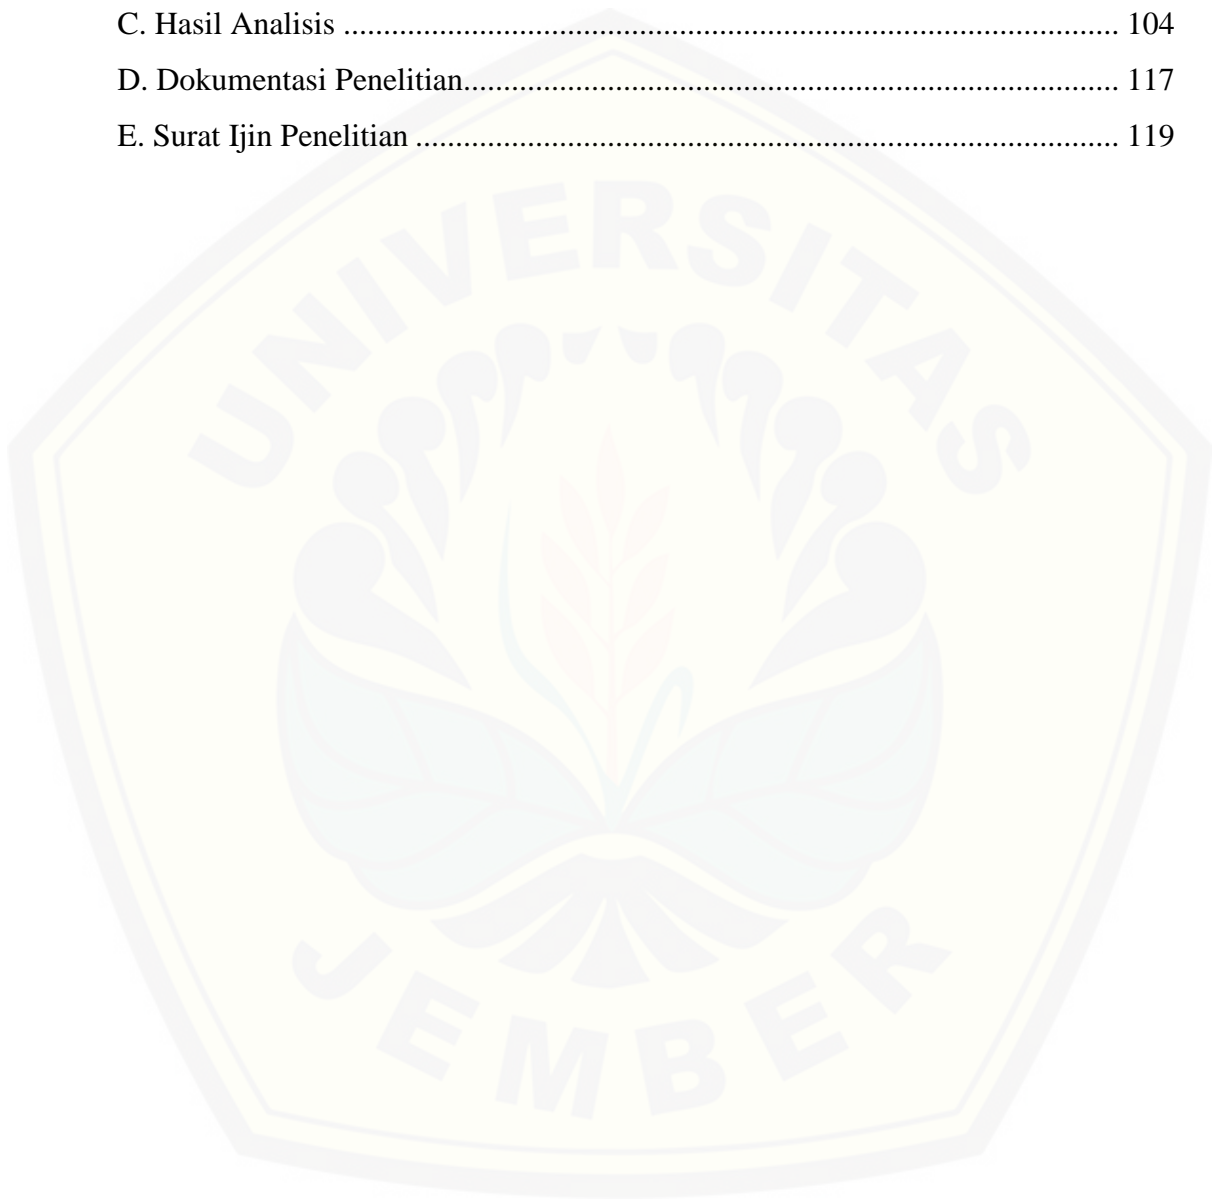 C. Hasil Analisis ................................................................................................ 104
D. Dokumentasi Penelitian................................................................................. 117
E. Surat Ijin Penelitian ....................................................................................... 119
UNIVERSITAS
JEMBER